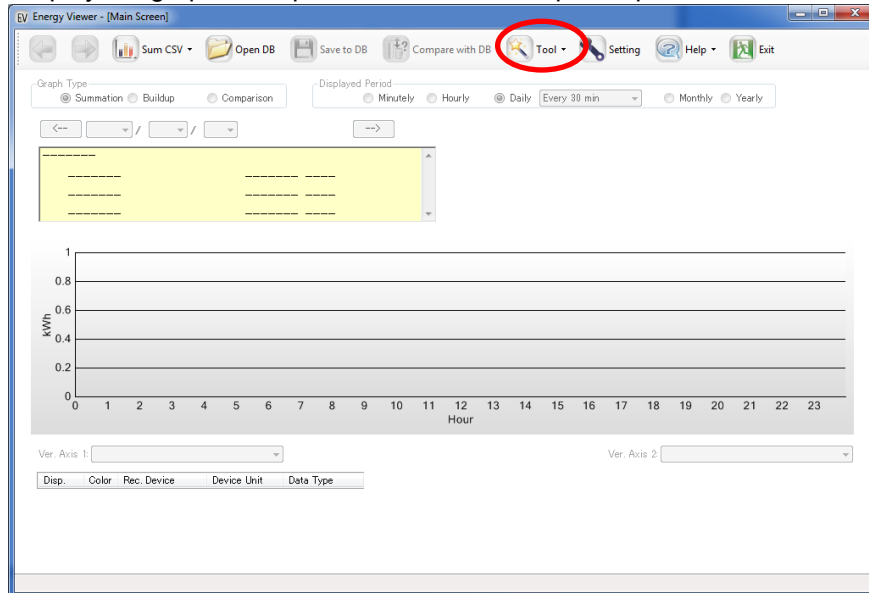 EV Energy Viewer - [Main Screen]
Sum CSV Open DB Save to DB Compare with DB Tool Setting Help Exit
Graph Type Displayed Period
Summation Buildup Comparison Minutely Hourly Daily Every 30 min Monthly Yearly
<-- / / -->
-------
------- ------- ----
------- ------- ----
------- ------- ----
1
0.8
0.6
0.4
0.2
0
kWh
0 1 2 3 4 5 6 7 8 9 10 11 12 13 14 15 16 17 18 19 20 21 22 23
Hour
Ver. Axis 1: Ver. Axis 2:
Disp. Color Rec. Device Device Unit Data Type